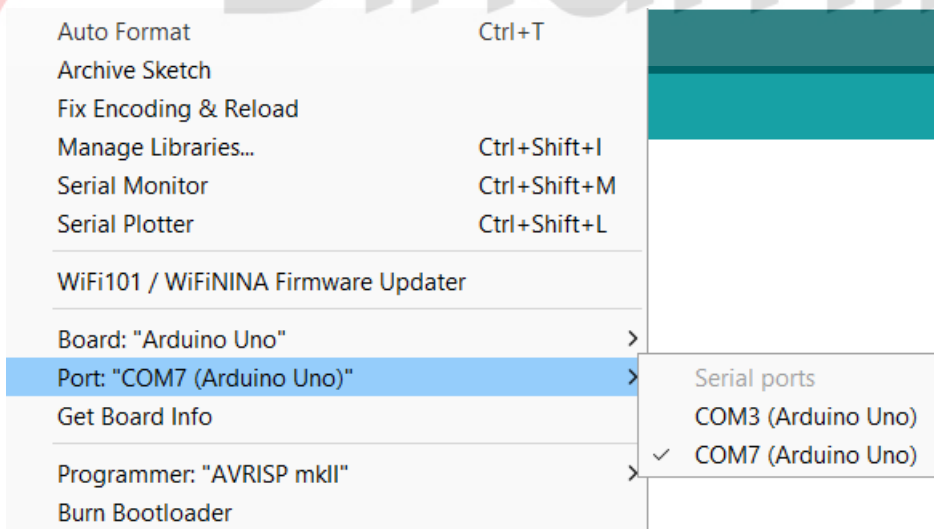 Auto Format Ctrl+T
Archive Sketch
Fix Encoding & Reload
Manage Libraries... Ctrl+Shift+I
Serial Monitor Ctrl+Shift+M
Serial Plotter Ctrl+Shift+L
WiFi101 / WiFiNINA Firmware Updater
Board: "Arduino Uno"
Port: "COM7 (Arduino Uno)"
Get Board Info
Programmer: "AVRISP mkII"
Burn Bootloader
Serial ports
COM3 (Arduino Uno)
COM7 (Arduino Uno)